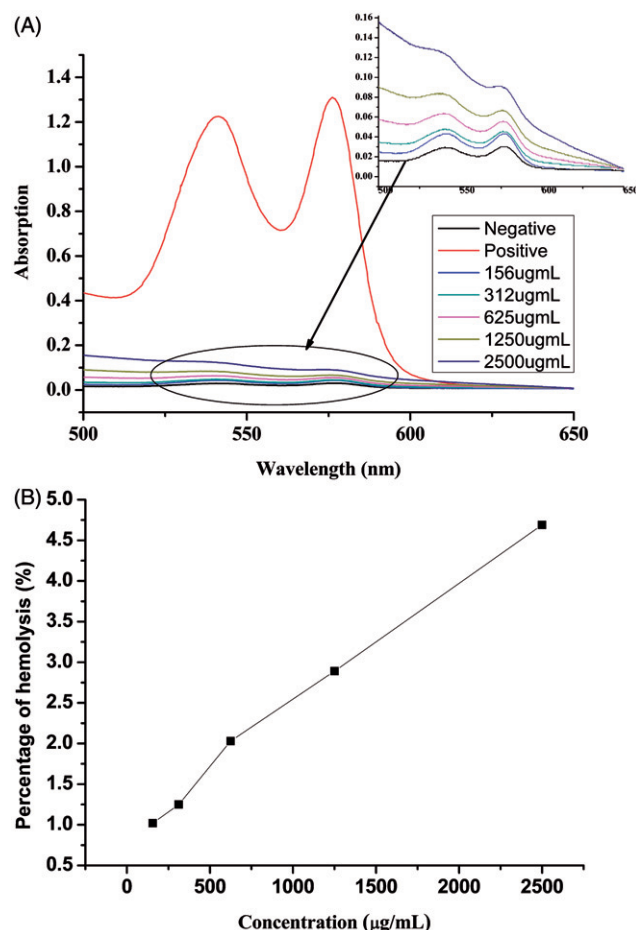 (A)
Absorption
1.4
1.2
1.0
0.8
0.6
0.4
0.2
0.0
500 550 600 650
Wavelength (nm)
0.16
0.14
0.12
0.10
0.08
0.06
0.04
0.02
0.00
500 550 600 650
Negative
Positive
156ugmL
312ugmL
625ugmL
1250ugmL
2500ugmL
(B)
Percentage of hemolysis (%)
5.0
4.5
4.0
3.5
3.0
2.5
2.0
1.5
1.0
0.5
0 500 1000 1500 2000 2500
Concentration (μg/mL)